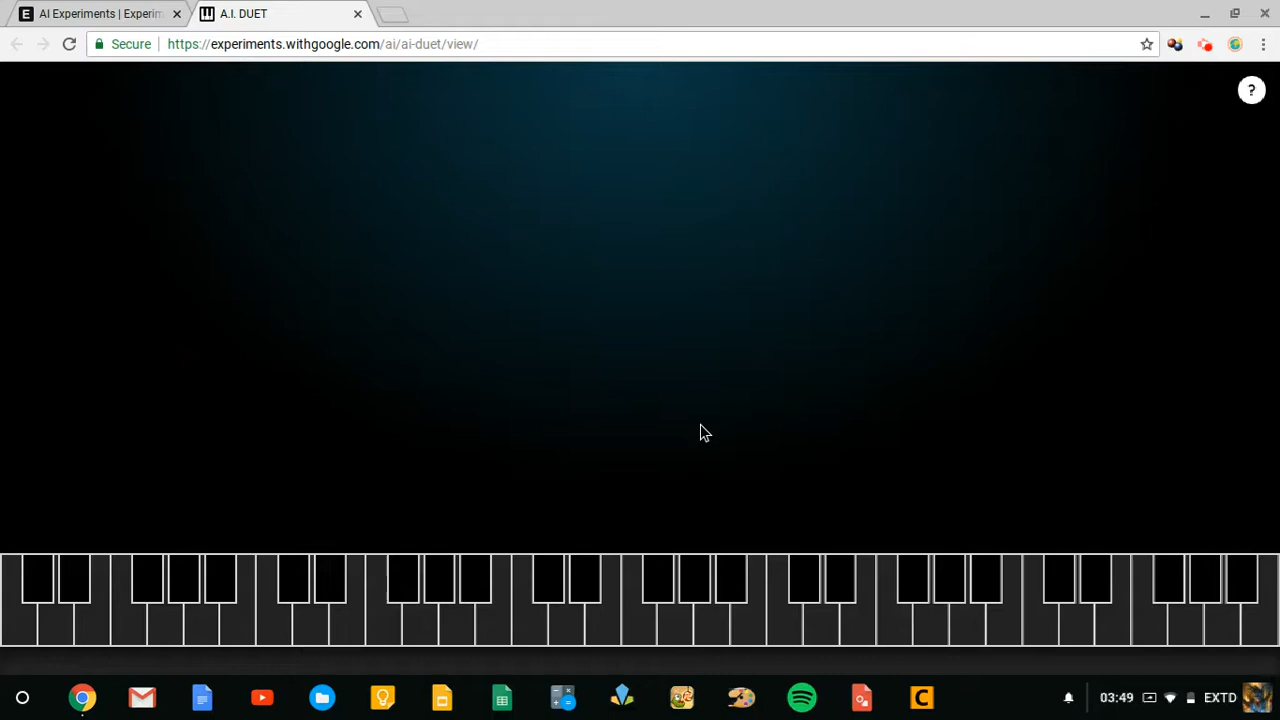 AI Experiments | Experim
A.I. DUET
Secure
https://experiments.withgoogle.com/ai/ai-duet/view/
?
03:49
EXTD